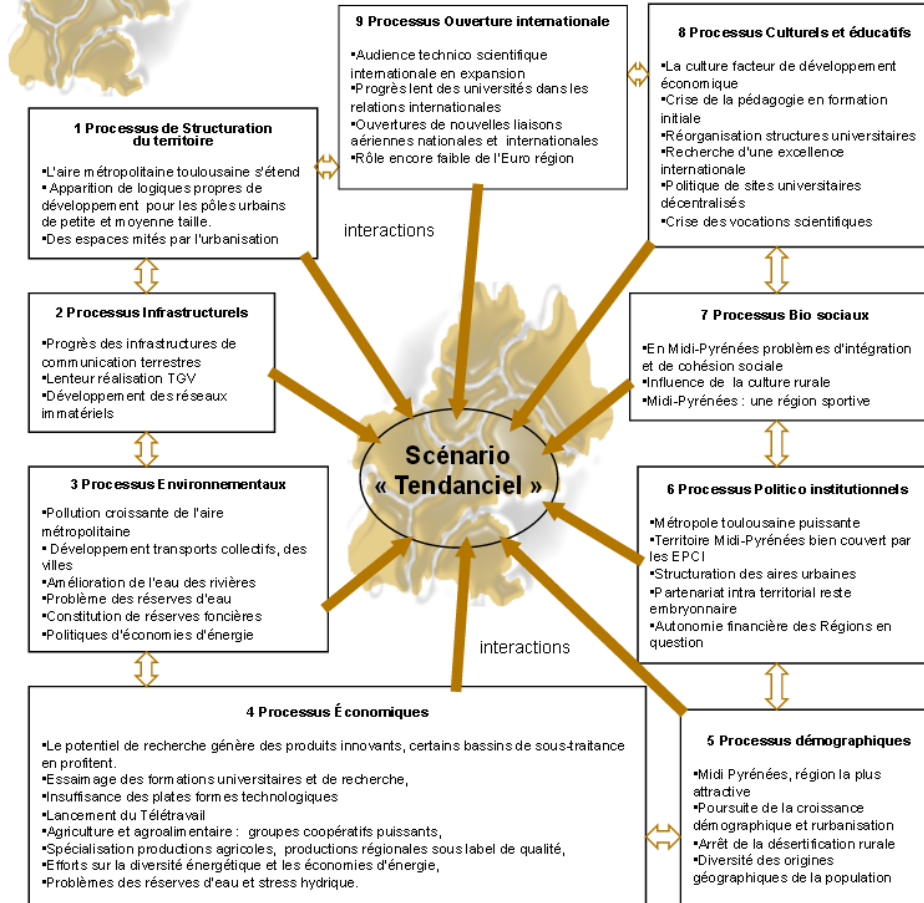 1 Processus de Structuration
du territoire
▪L'aire métropolitaine toulousaine s'étend
▪ Apparition de logiques propres de
développement pour les pôles urbains
de petite et moyenne taille.
▪Des espaces mités par l'urbanisation
2 Processus Infrastructurels
▪Progrès des infrastructures de
communication terrestres
▪Lenteur réalisation TGV
▪Développement des réseaux
immatériels
3 Processus Environnementaux
▪Pollution croissante de l'aire
métropolitaine
▪ Développement transports collectifs, des
villes
▪Amélioration de l'eau des rivières
▪Problème des réserves d'eau
▪Constitution de réserves foncières
▪Politiques d'économies d'énergie
4 Processus Économiques
▪Le potentiel de recherche génère des produits innovants, certains bassins de sous-traitance
en profitent.
▪Essaimage des formations universitaires et de recherche,
▪Insuffisance des plates formes technologiques
▪Lancement du Télétravail
▪Agriculture et agroalimentaire : groupes coopératifs puissants,
▪Spécialisation productions agricoles, productions régionales sous label de qualité,
▪Efforts sur la diversité énergétique et les économies d'énergie,
▪Problèmes des réserves d'eau et stress hydrique.
5 Processus démographiques
▪Midi Pyrénées, région la plus
attractive
▪Poursuite de la croissance
démographique et rurbanisation
▪Arrêt de la désertification rurale
▪Diversité des origines
géographiques de la population
6 Processus Politico institutionnels
▪Métropole toulousaine puissante
▪Territoire Midi-Pyrénées bien couvert par
les EPCI
▪Structuration des aires urbaines
▪Partenariat intra territorial reste
embryonnaire
▪Autonomie financière des Régions en
question
7 Processus Bio sociaux
▪En Midi-Pyrénées problèmes d'intégration
et de cohésion sociale
▪Influence de la culture rurale
▪Midi-Pyrénées : une région sportive
8 Processus Culturels et éducatifs
▪La culture facteur de développement
économique
▪Crise de la pédagogie en formation
initiale
▪Réorganisation structures universitaires
▪Recherche d'une excellence
internationale
▪Politique de sites universitaires
décentralisés
▪Crise des vocations scientifiques
9 Processus Ouverture internationale
▪Audience technico scientifique
internationale en expansion
▪Progrès lent des universités dans les
relations internationales
▪Ouvertures de nouvelles liaisons
aériennes nationales et internationales
▪Rôle encore faible de l'Euro région
interactions
Scénario
« Tendanciel »
interactions